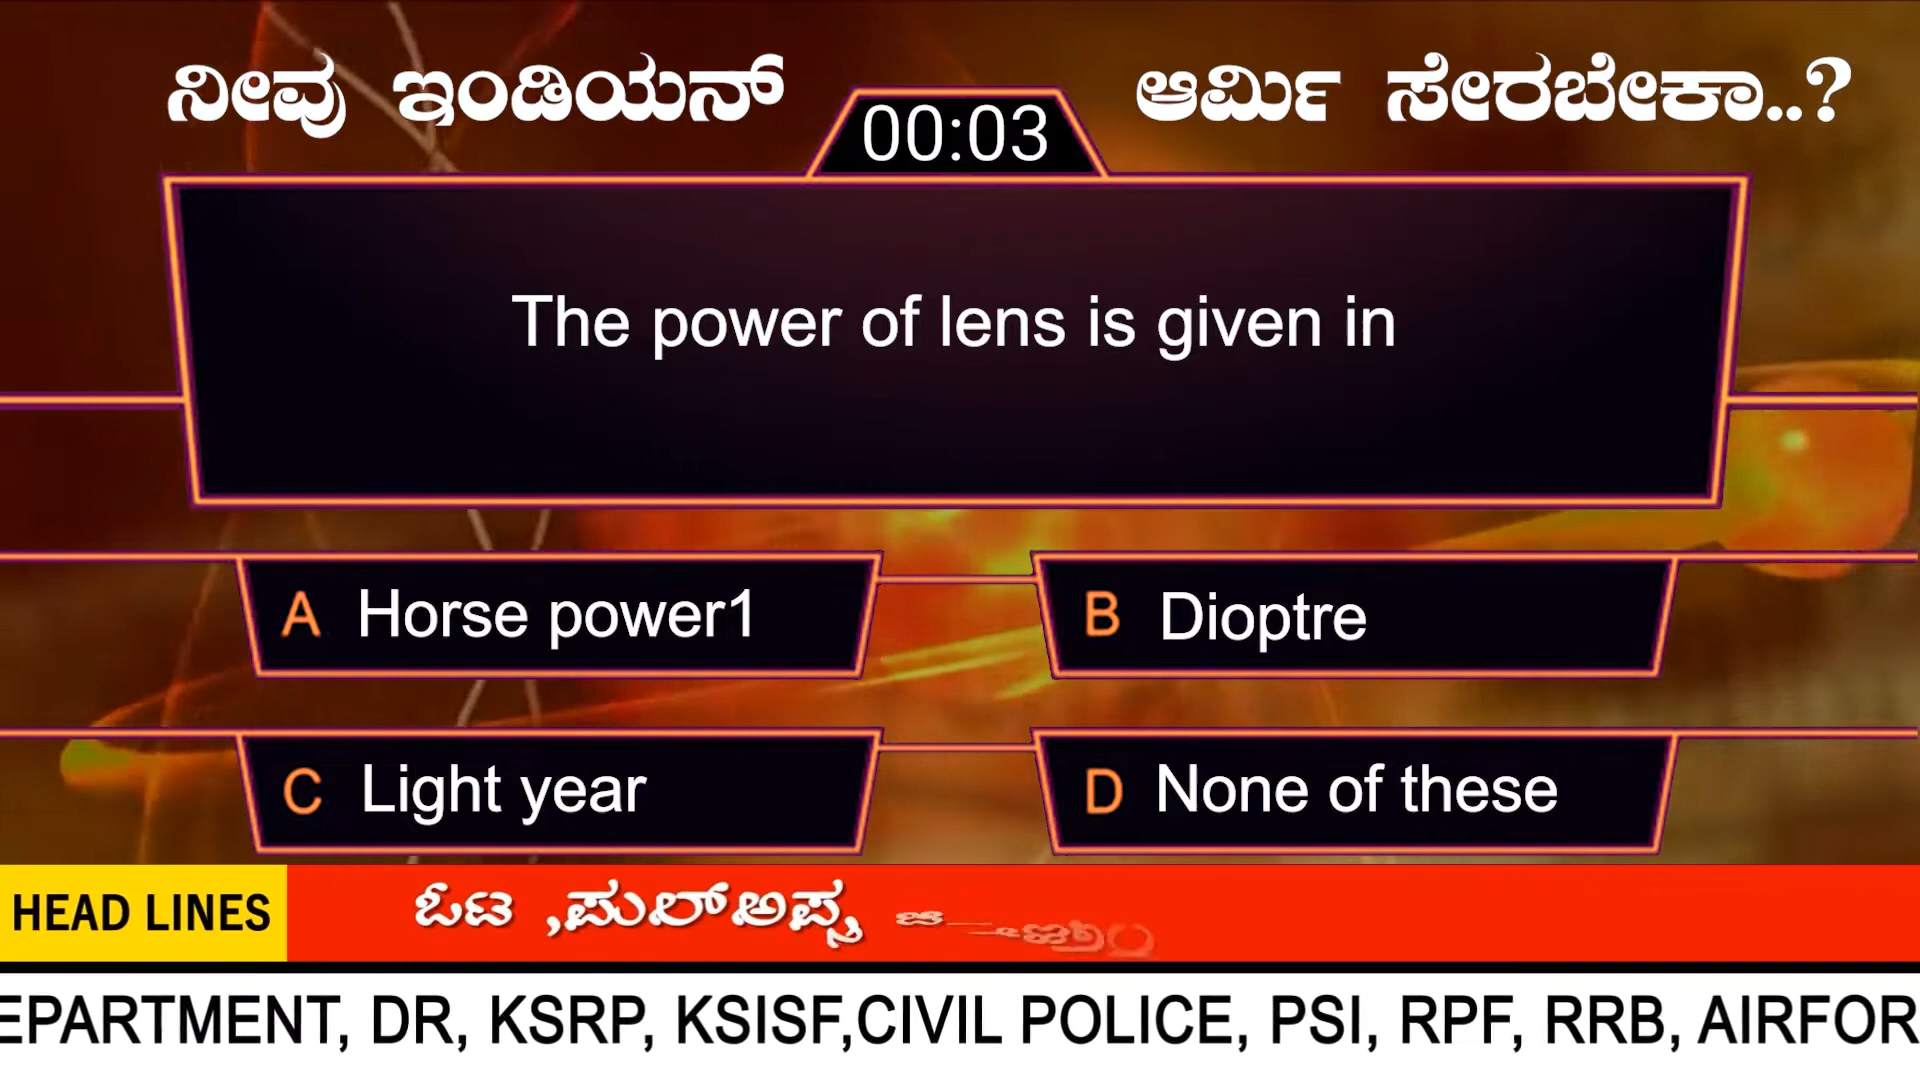 ನೀವು ಇಂಡಿಯನ್ ಆರ್ಮಿ ಸೇರಬೇಕಾ..?
00:03
The power of lens is given in
A Horse power1
B Dioptre
C Light year
D None of these
HEAD LINES
ಓಟ ,ಪುಲ್ಅಪ್ಸ
EPARTMENT, DR, KSRP, KSISF,CIVIL POLICE, PSI, RPF, RRB, AIRFOR